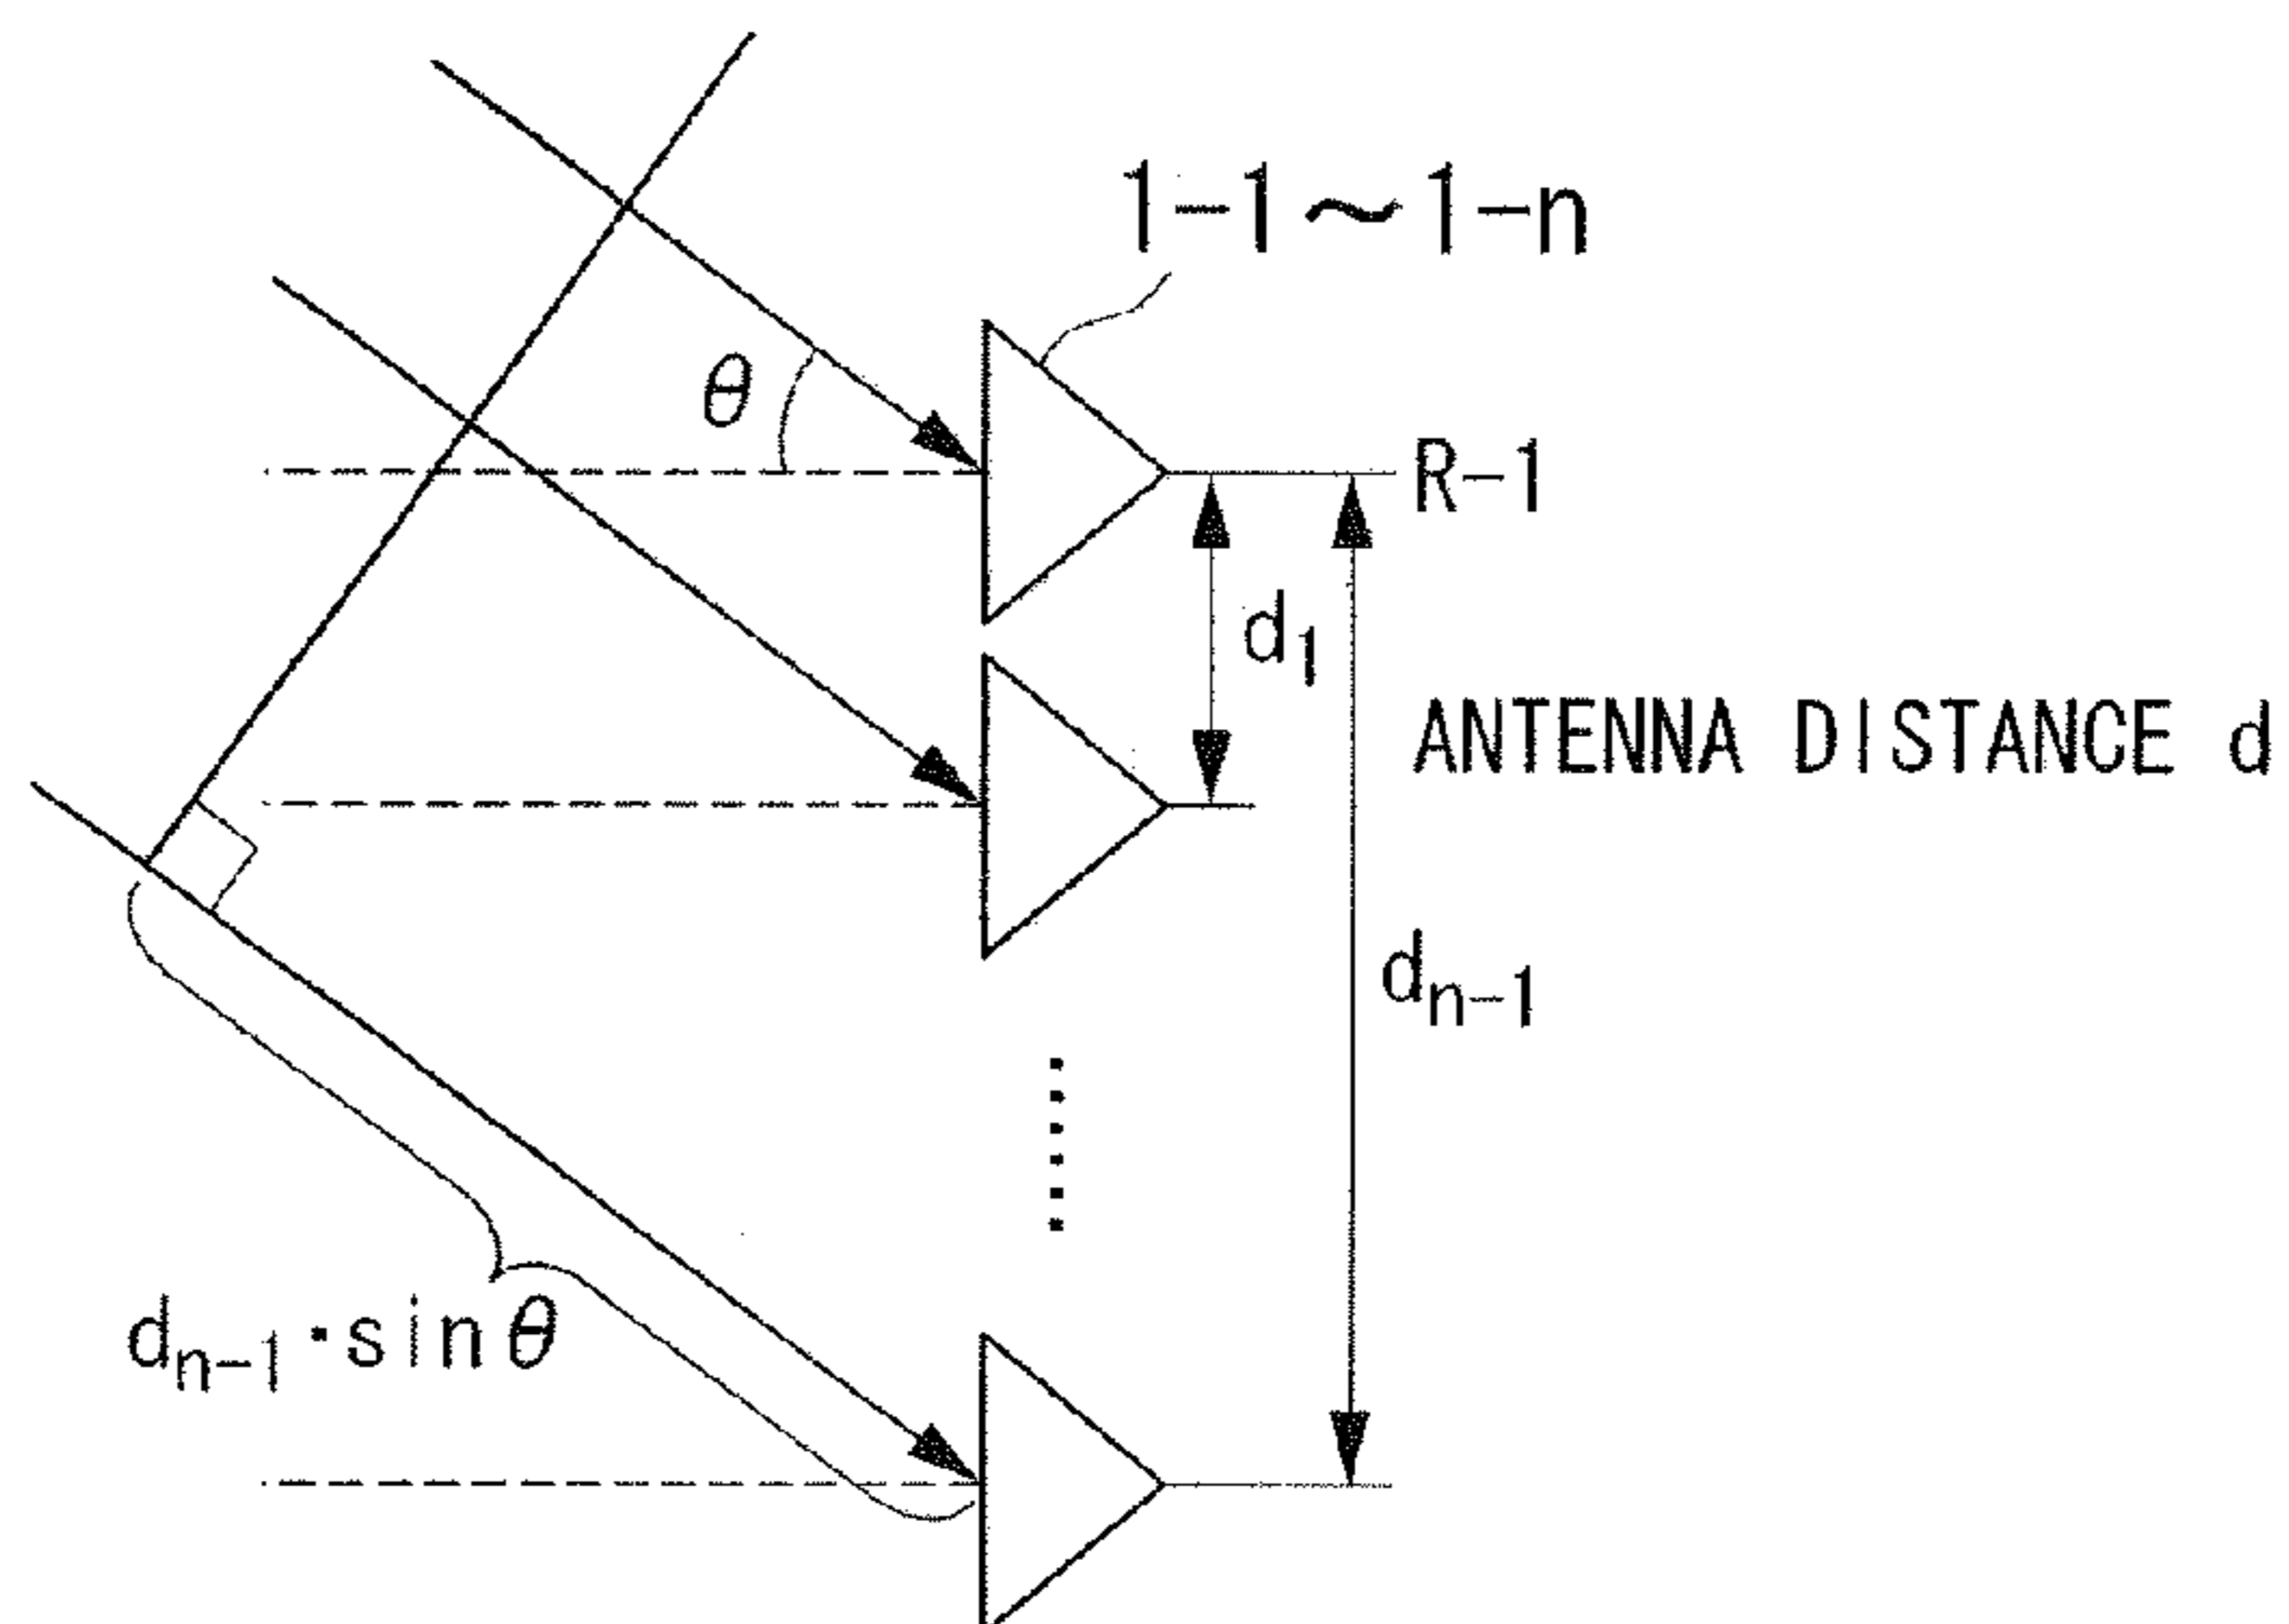 1-1～1-n
θ
R-1
d₁
ANTENNA DISTANCE d
dₙ₋₁
dₙ₋₁・sinθ